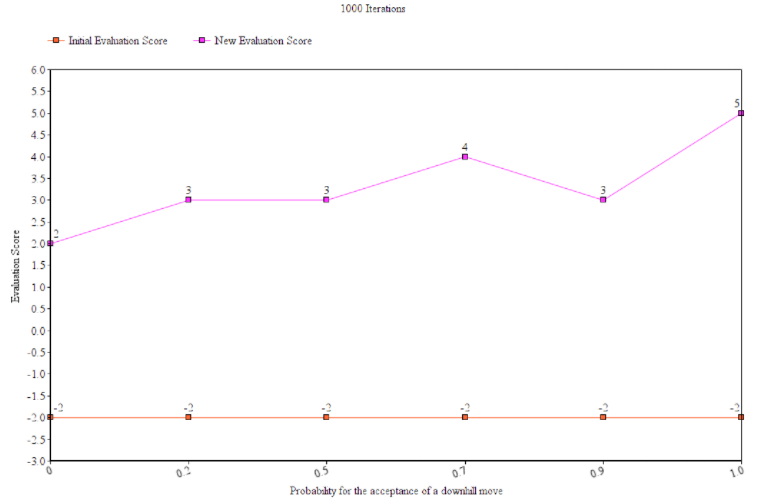 1000 Iterations
Initial Evaluation Score New Evaluation Score
6.0
5.5
5.0
4.5
4.0
3.5
3.0
2.5
2.0
1.5
1.0
0.5
0.0
-0.5
-1.0
-1.5
-2.0
-2.5
-3.0
Evaluation Score
2 3 3 4 3 5
-2 -2 -2 -2 -2 -2
0 0.2 0.5 0.7 0.9 1.0
Probability for the acceptance of a downhill move